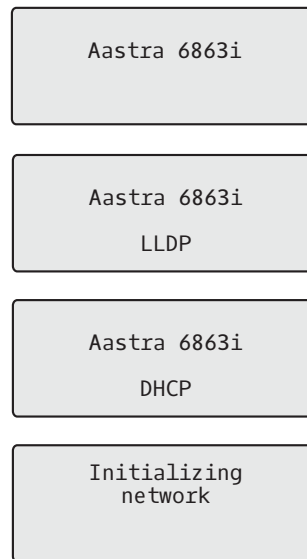 Aastra 6863i
Aastra 6863i
LLDP
Aastra 6863i
DHCP
Initializing
network